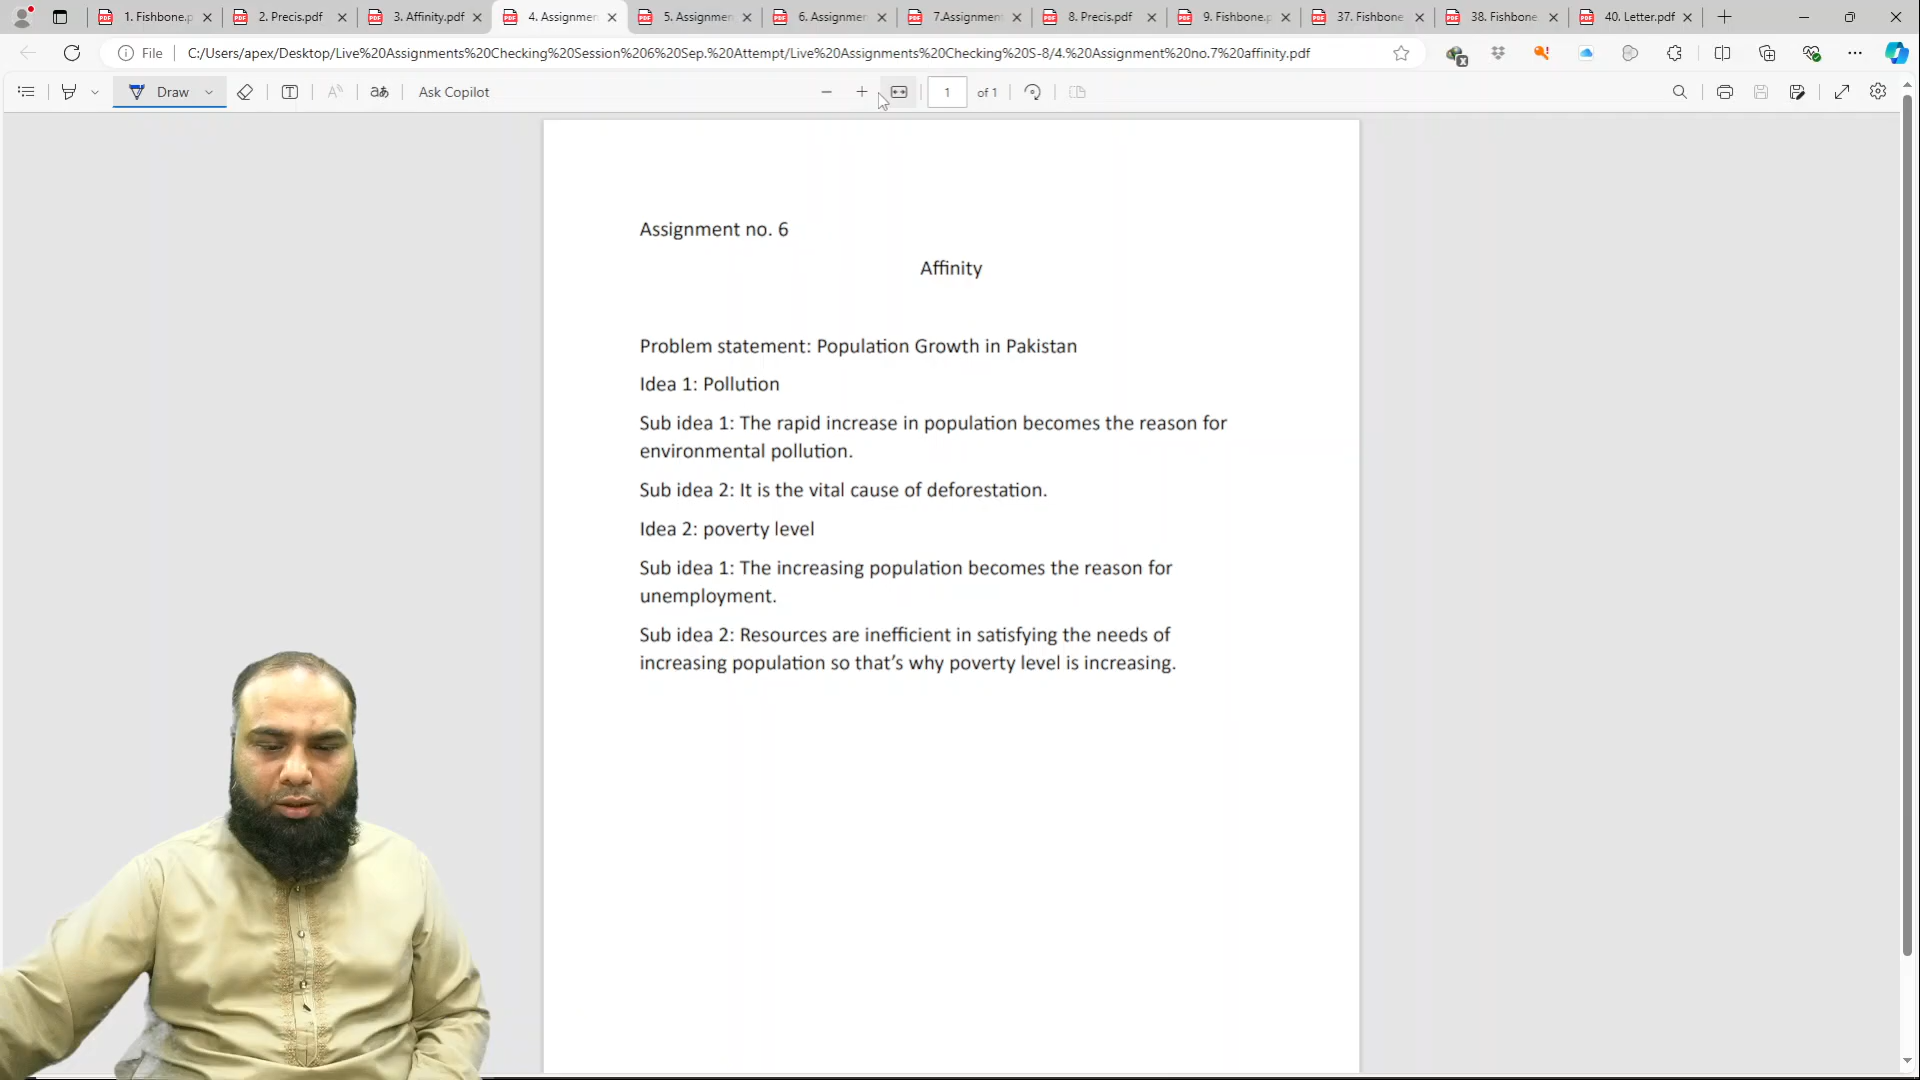 1. Fishbone.p
2. Precis.pdf
3. Affinity.pdf
4. Assignmen
5. Assignmen
6. Assignmen
7.Assignment
8. Precis.pdf
9. Fishbone.p
37. Fishbone
38. Fishbone
40. Letter.pdf
File
C:/Users/apex/Desktop/Live%20Assignments%20Checking%20Session%206%20Sep.%20Attempt/Live%20Assignments%20Checking%20S-8/4.%20Assignment%20no.7%20affinity.pdf
Draw
Ask Copilot
1
of 1
Assignment no. 6
Affinity
Problem statement: Population Growth in Pakistan
Idea 1: Pollution
Sub idea 1: The rapid increase in population becomes the reason for
environmental pollution.
Sub idea 2: It is the vital cause of deforestation.
Idea 2: poverty level
Sub idea 1: The increasing population becomes the reason for
unemployment.
Sub idea 2: Resources are inefficient in satisfying the needs of
increasing population so that’s why poverty level is increasing.